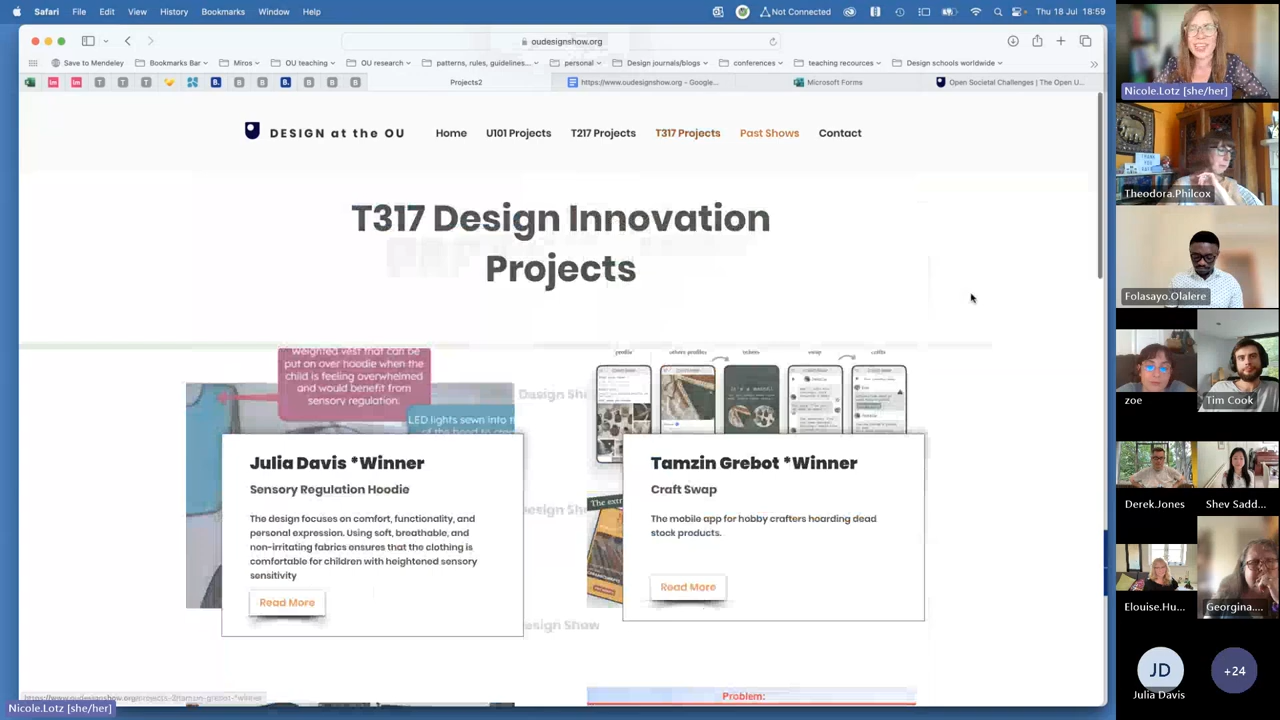 Safari File Edit View History Bookmarks Window Help
Not Connected
Thu 18 Jul 18:59
oudesignshow.org
Save to Mendeley Bookmarks Bar Miros OU teaching OU research patterns, rules, guidelines... personal Design journals/blogs conferences teaching recources Design schools worldwide
Projects2 https://www.oudesignshow.org - Google... Microsoft Forms Open Societal Challenges | The Open U...
DESIGN at the OU
Home U101 Projects T217 Projects T317 Projects Past Shows Contact
T317 Design Innovation
Projects
weighted vest that can be
put on over hoodie when the
child is feeling overwhelmed
and would benefit from
sensory regulation.
LED lights sewn into
Design Sh
Julia Davis *Winner
Sensory Regulation Hoodie
The design focuses on comfort, functionality, and
personal expression. Using soft, breathable, and
non-irritating fabrics ensures that the clothing is
comfortable for children with heightened sensory
sensitivity
Read More
esign Sh
esign Show
Tamzin Grebot *Winner
Craft Swap
The mobile app for hobby crafters hoarding dead
stock products.
Read More
Problem:
Nicole.Lotz [she/her]
Nicole.Lotz [she/her]
Theodora.Philcox
Folasayo.Olalere
zoe
Tim Cook
Derek.Jones
Shev Sadd...
Elouise.Hu...
Georgina....
JD
Julia Davis
+24